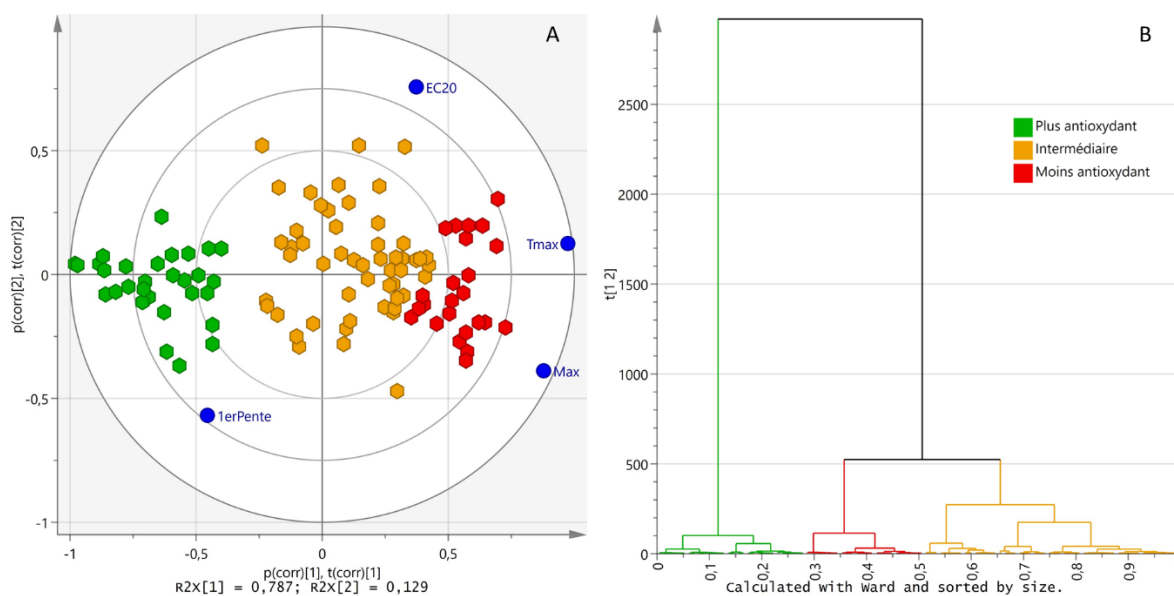 A
EC20
0,5
Tmax
0
Max
-0,5
1erPente
-1
-1
-0,5
0
0,5
p(corr)[2], t(corr)[2]
p(corr)[1], t(corr)[1]
R2X[1] = 0,787; R2X[2] = 0,129
B
2500
2000
1500
1000
500
0
t[1 2]
Plus antioxydant
Intermédiaire
Moins antioxydant
0
0,1
0,2
0,3
0,4
0,5
0,6
0,7
0,8
0,9
Calculated with Ward and sorted by size.